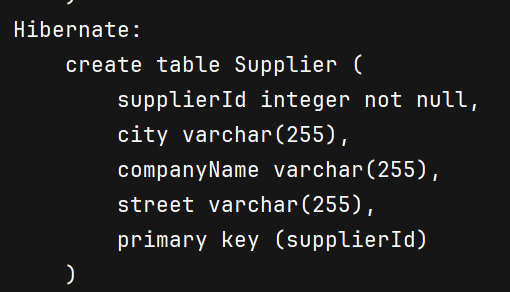 Hibernate:
create table Supplier (
supplierId integer not null,
city varchar(255),
companyName varchar(255),
street varchar(255),
primary key (supplierId)
)